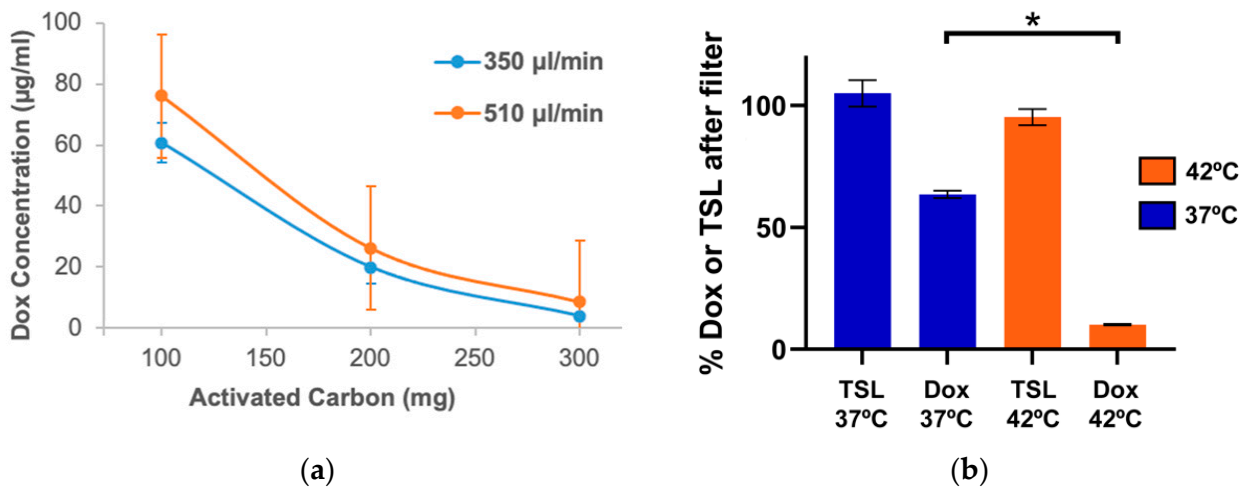 100
80
60
40
20
0
Dox Concentration (µg/ml)
350 µl/min
510 µl/min
100 150 200 250 300
Activated Carbon (mg)
(a)
*
% Dox or TSL after filter
100
50
0
42ºC
37ºC
TSL Dox TSL Dox
37ºC 37ºC 42ºC 42ºC
(b)